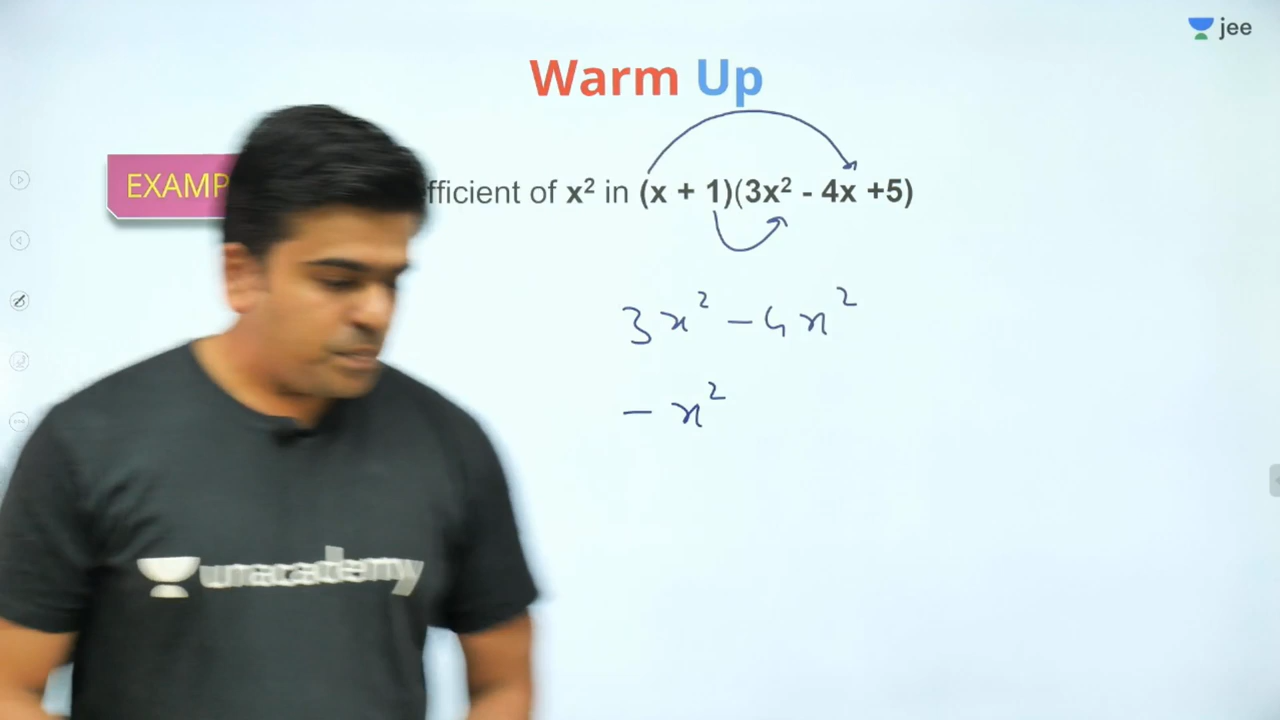 jee
Warm Up
EXAMP
fficient of x² in (x + 1)(3x² - 4x +5)
3x² - 4x²
- x²
unacademy